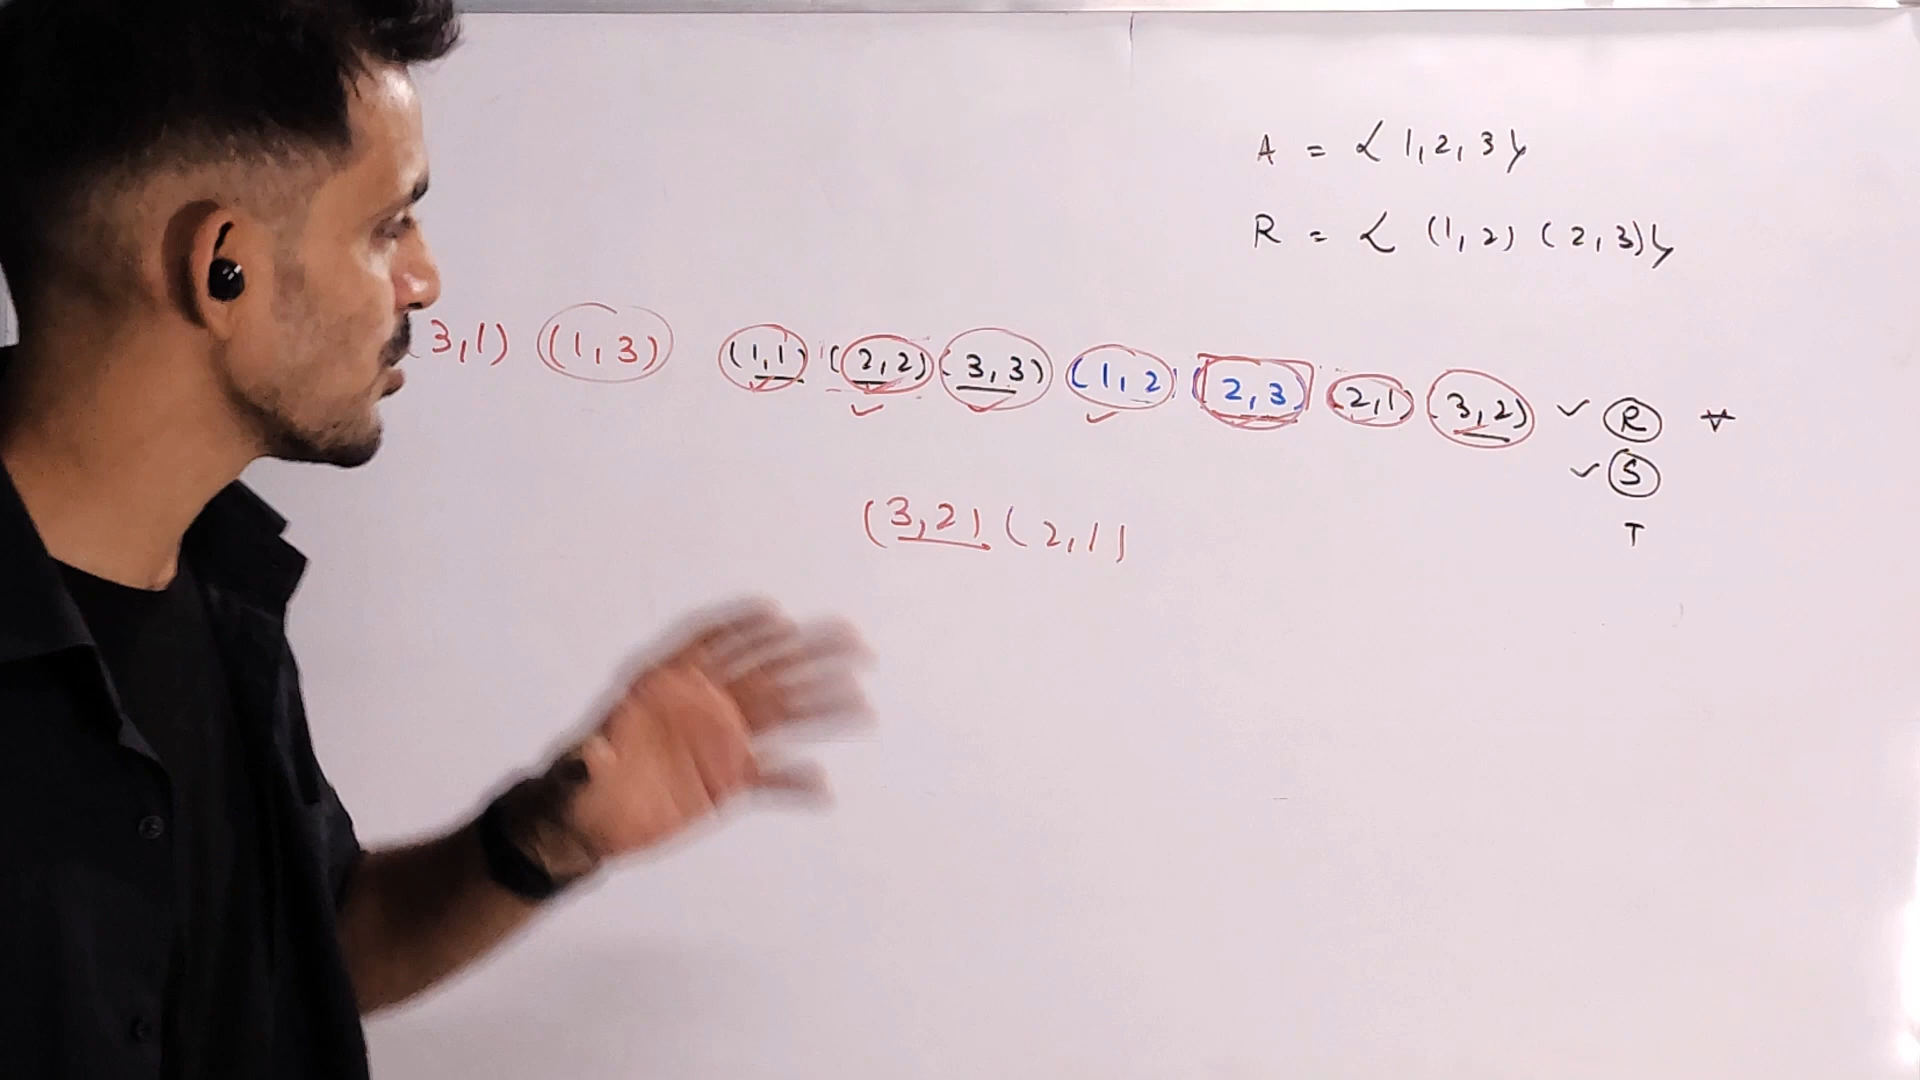 A = { 1, 2, 3 }
R = { (1, 2) ( 2, 3) }
3,1) (1,3) (1,1) (2,2) (3,3) (1,2) (2,3) (2,1) (3,2) ✓ R ∀
✓ S
(3,2) (2,1)
T